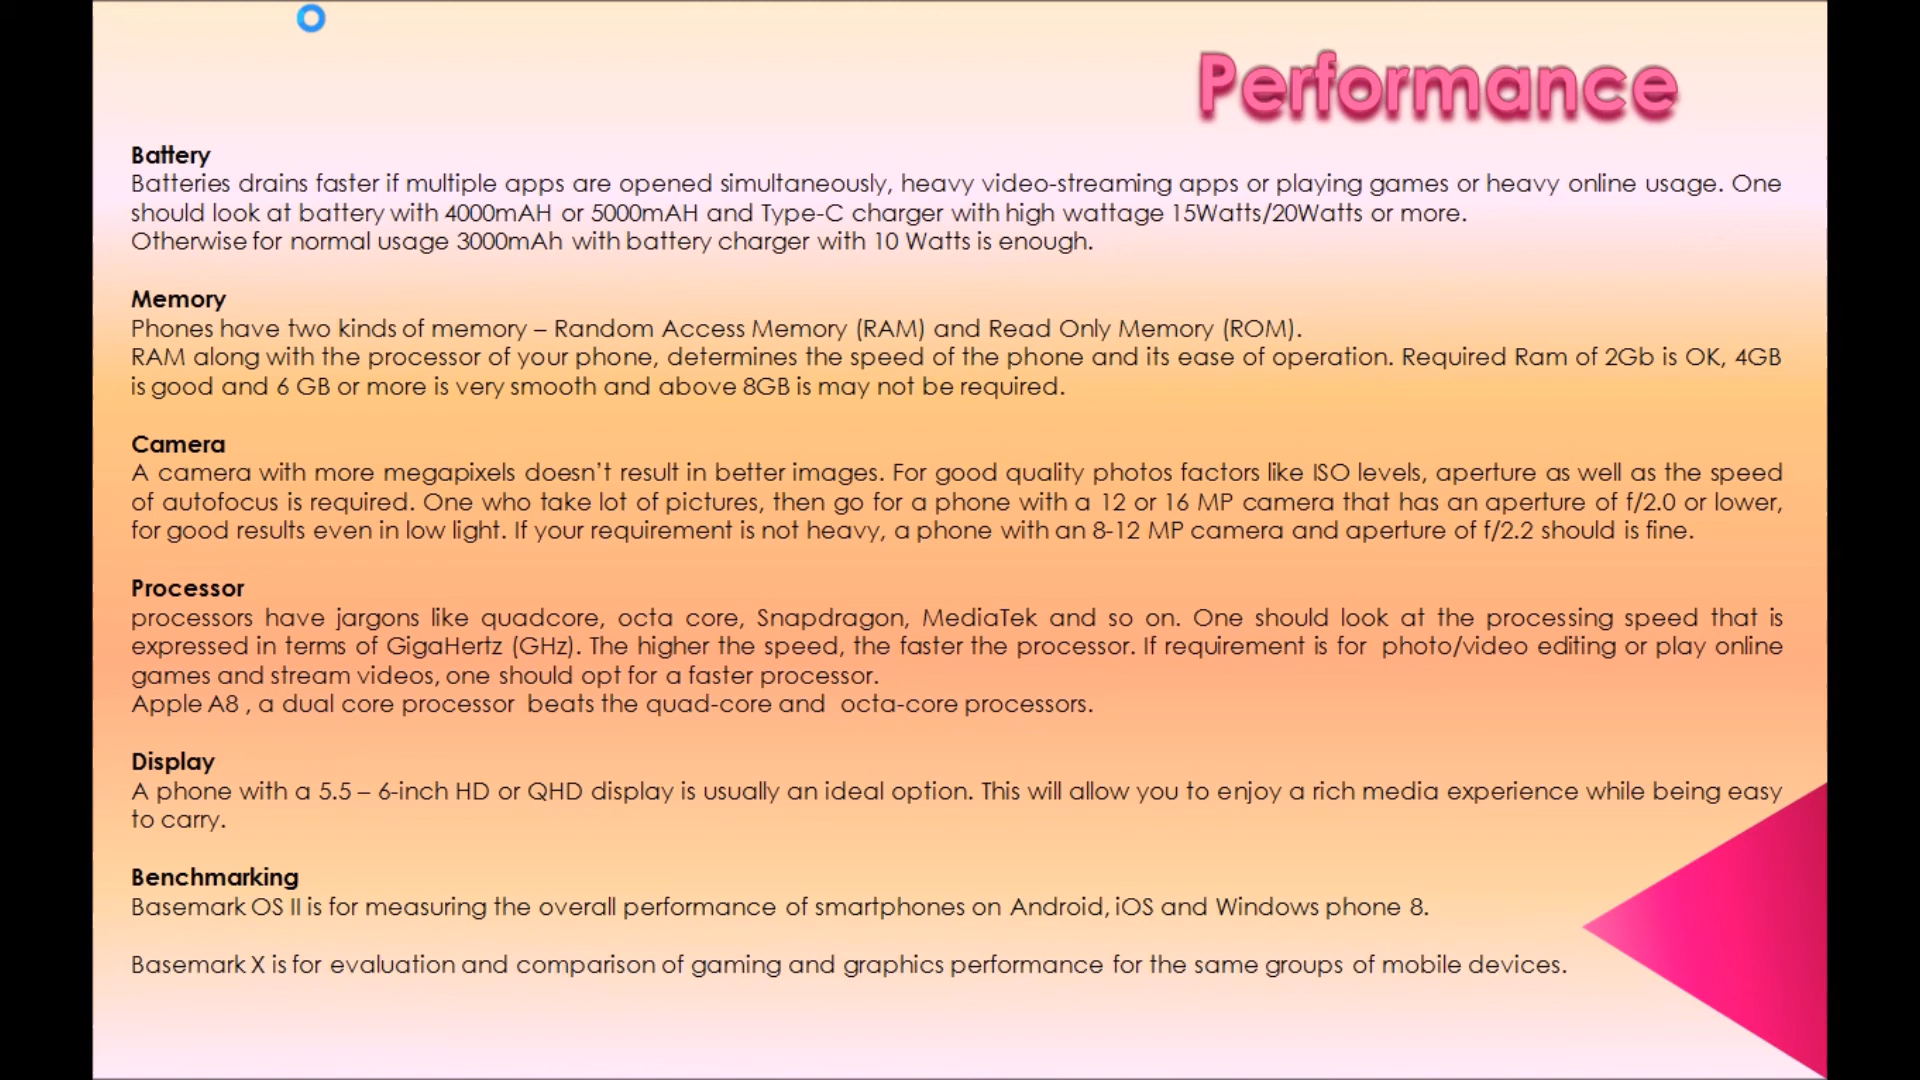 Performance
Battery
Batteries drains faster if multiple apps are opened simultaneously, heavy video-streaming apps or playing games or heavy online usage. One
should look at battery with 4000mAH or 5000mAH and Type-C charger with high wattage 15Watts/20Watts or more.
Otherwise for normal usage 3000mAh with battery charger with 10 Watts is enough.
Memory
Phones have two kinds of memory – Random Access Memory (RAM) and Read Only Memory (ROM).
RAM along with the processor of your phone, determines the speed of the phone and its ease of operation. Required Ram of 2Gb is OK, 4GB
is good and 6 GB or more is very smooth and above 8GB is may not be required.
Camera
A camera with more megapixels doesn’t result in better images. For good quality photos factors like ISO levels, aperture as well as the speed
of autofocus is required. One who take lot of pictures, then go for a phone with a 12 or 16 MP camera that has an aperture of f/2.0 or lower,
for good results even in low light. If your requirement is not heavy, a phone with an 8-12 MP camera and aperture of f/2.2 should is fine.
Processor
processors have jargons like quadcore, octa core, Snapdragon, MediaTek and so on. One should look at the processing speed that is
expressed in terms of GigaHertz (GHz). The higher the speed, the faster the processor. If requirement is for photo/video editing or play online
games and stream videos, one should opt for a faster processor.
Apple A8 , a dual core processor beats the quad-core and octa-core processors.
Display
A phone with a 5.5 – 6-inch HD or QHD display is usually an ideal option. This will allow you to enjoy a rich media experience while being easy
to carry.
Benchmarking
Basemark OS II is for measuring the overall performance of smartphones on Android, iOS and Windows phone 8.
Basemark X is for evaluation and comparison of gaming and graphics performance for the same groups of mobile devices.